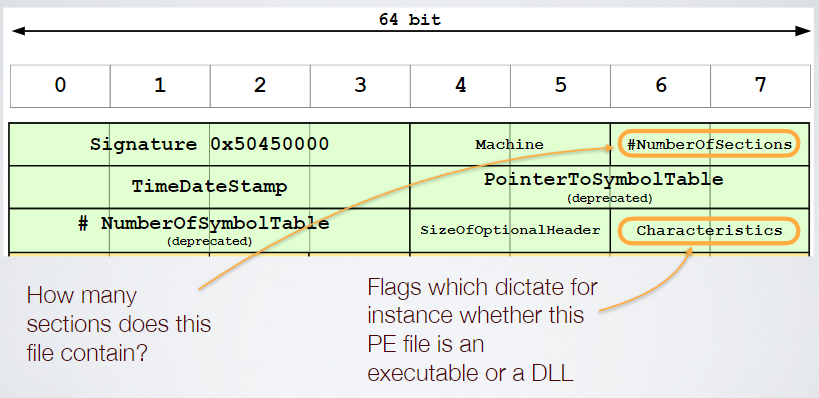 64 bit
0 1 2 3 4 5 6 7
Signature 0x50450000 Machine #NumberOfSections
TimeDateStamp PointerToSymbolTable
(deprecated)
# NumberOfSymbolTable SizeOfOptionalHeader Characteristics
(deprecated)
How many
sections does this
file contain?
Flags which dictate for
instance whether this
PE file is an
executable or a DLL